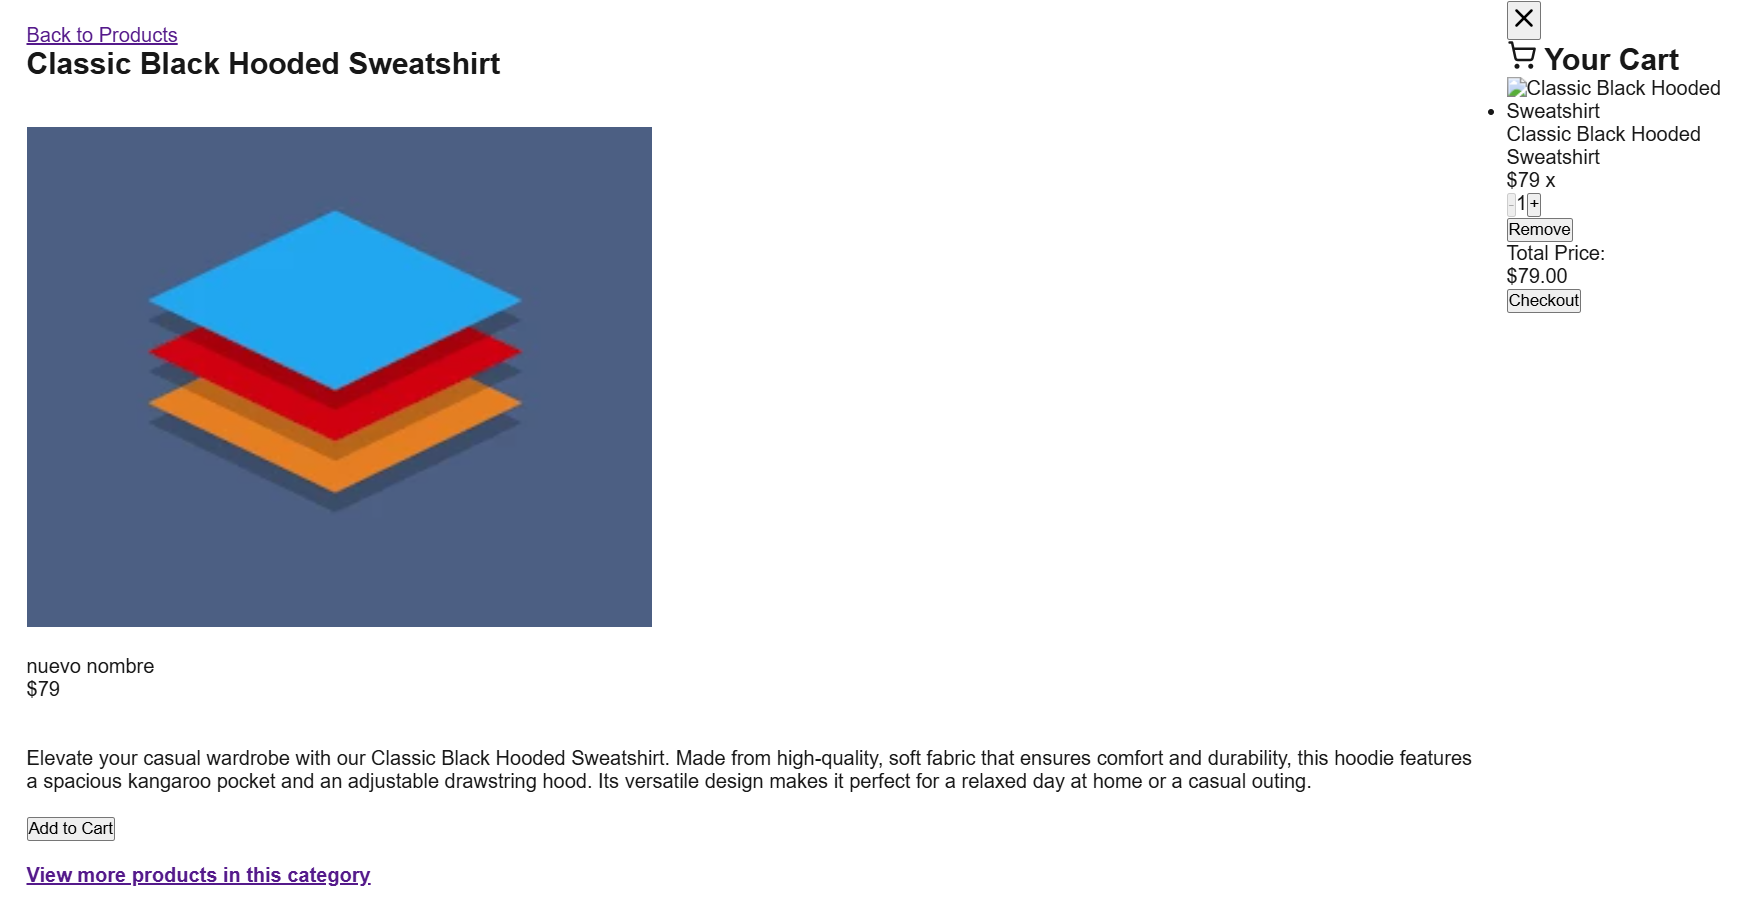 Back to Products
Classic Black Hooded Sweatshirt
nuevo nombre
$79
Elevate your casual wardrobe with our Classic Black Hooded Sweatshirt. Made from high-quality, soft fabric that ensures comfort and durability, this hoodie features
a spacious kangaroo pocket and an adjustable drawstring hood. Its versatile design makes it perfect for a relaxed day at home or a casual outing.
Add to Cart
View more products in this category
Your Cart
Classic Black Hooded
Sweatshirt
Classic Black Hooded
Sweatshirt
$79 x
-1+
Remove
Total Price:
$79.00
Checkout